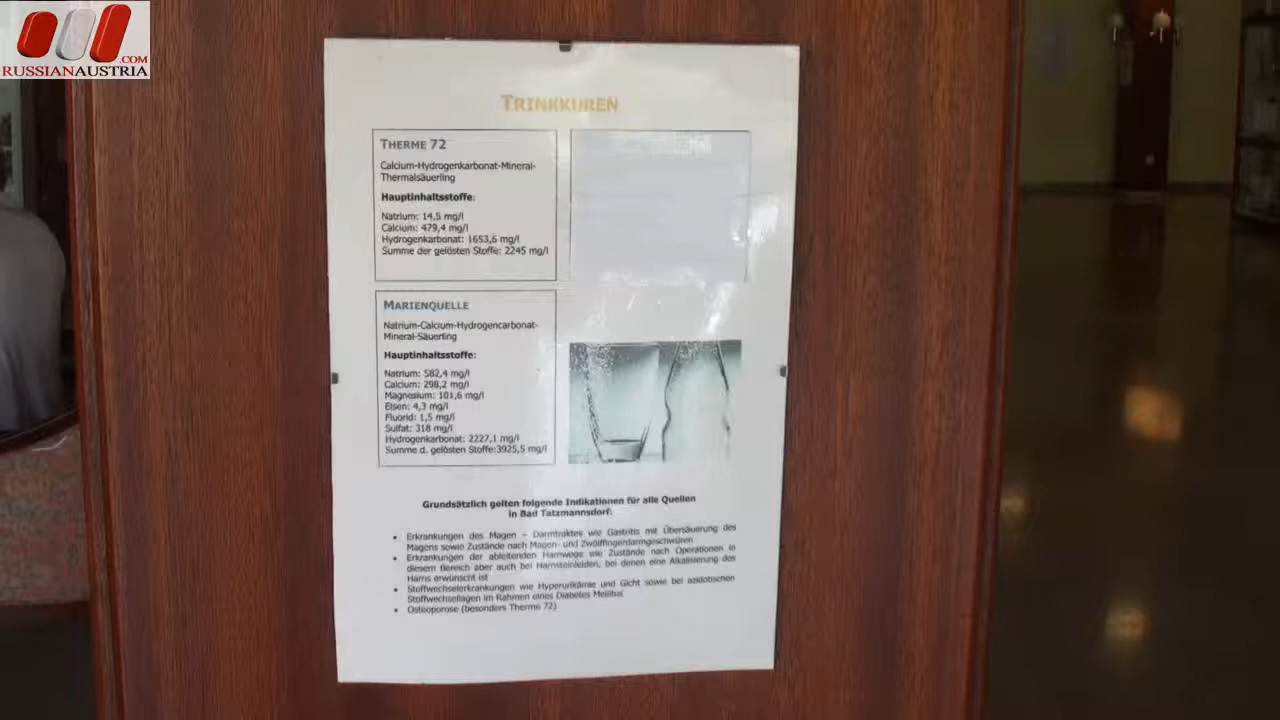 .COM
RUSSIANAUSTRIA
TRINKKUREN
THERME 72
Calcium-Hydrogenkarbonat-Mineral-
Thermalsäuerling
Hauptinhaltsstoffe:
Natrium: 14,5 mg/l
Calcium: 479,4 mg/l
Hydrogenkarbonat: 1653,6 mg/l
Summe der gelösten Stoffe: 2245 mg/l
MARIENQUELLE
Natrium-Calcium-Hydrogencarbonat-
Mineral-Säuerling
Hauptinhaltsstoffe:
Natrium: 582,4 mg/l
Calcium: 298,2 mg/l
Magnesium: 101,6 mg/l
Eisen: 4,3 mg/l
Fluorid: 1,5 mg/l
Sulfat: 318 mg/l
Hydrogenkarbonat: 2227,1 mg/l
Summe d. gelösten Stoffe:3925,5 mg/l
Grundsätzlich gelten folgende Indikationen für alle Quellen
in Bad Tatzmannsdorf:
• Erkrankungen des Magen – Darmtraktes wie Gastritis mit Übersäuerung des
Magens sowie Zustände nach Magen- und Zwölffingerdarmgeschwüren
• Erkrankungen der ableitenden Harnwege wie Zustände nach Operationen in
diesem Bereich aber auch bei Harnsteinleiden, bei denen eine Alkalisierung des
Harns erwünscht ist
• Stoffwechselerkrankungen wie Hyperurikämie und Gicht sowie bei azidotischen
Stoffwechsellagen im Rahmen eines Diabetes Mellitus
• Osteoporose (besonders Therme 72)